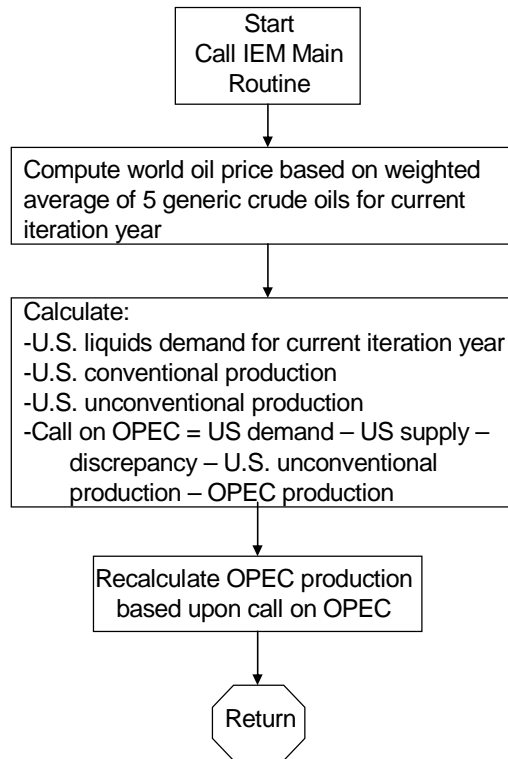 Start
Call IEM Main
Routine
Compute world oil price based on weighted
average of 5 generic crude oils for current
iteration year
Calculate:
-U.S. liquids demand for current iteration year
-U.S. conventional production
-U.S. unconventional production
-Call on OPEC = US demand – US supply –
discrepancy – U.S. unconventional
production – OPEC production
Recalculate OPEC production
based upon call on OPEC
Return